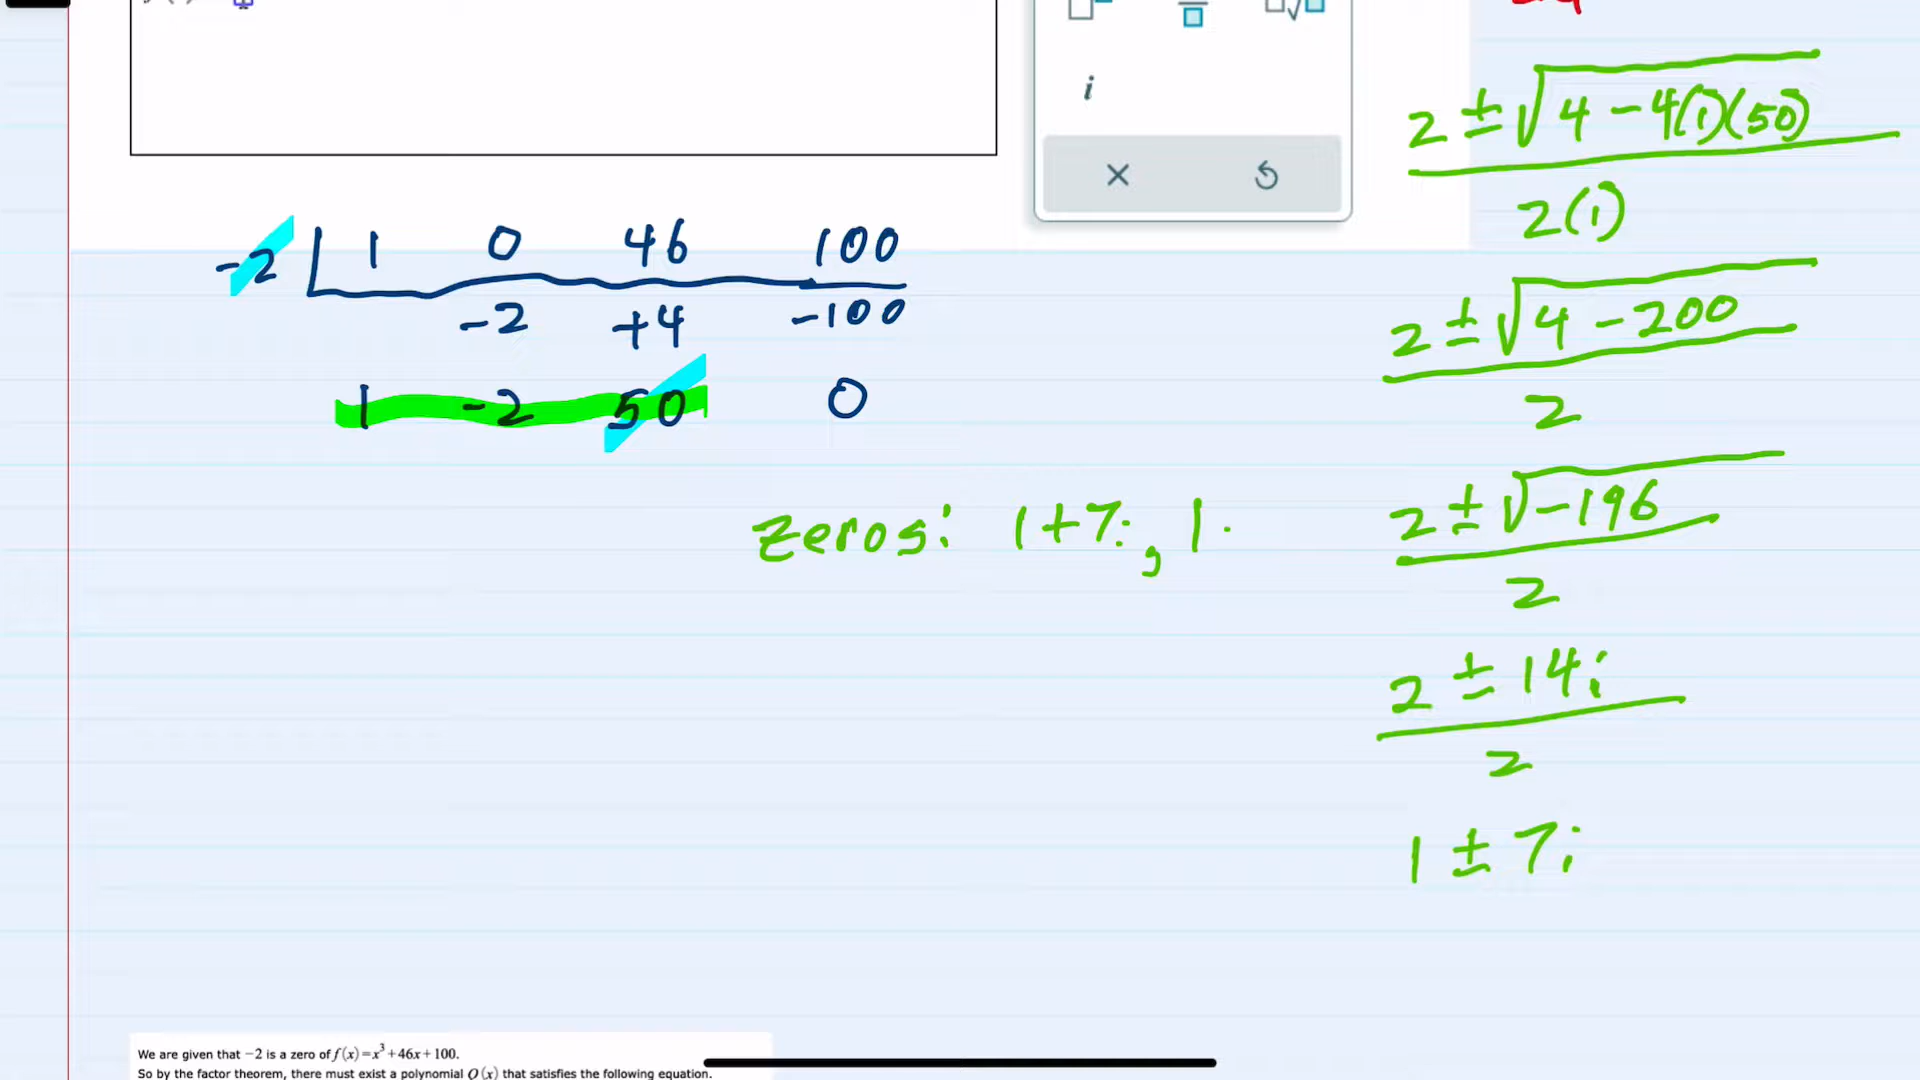 i
-2 | 1 0 46 100
-2 +4 -100
1 -2 50 0
zeros: 1+7i, 1
2 ± √4 - 4(1)(50)
2(1)
2 ± √4 - 200
2
2 ± √-196
2
2 ± 14i
2
1 ± 7i
We are given that −2 is a zero of f(x)=x³+46x+100.
So by the factor theorem, there must exist a polynomial Q(x) that satisfies the following equation.